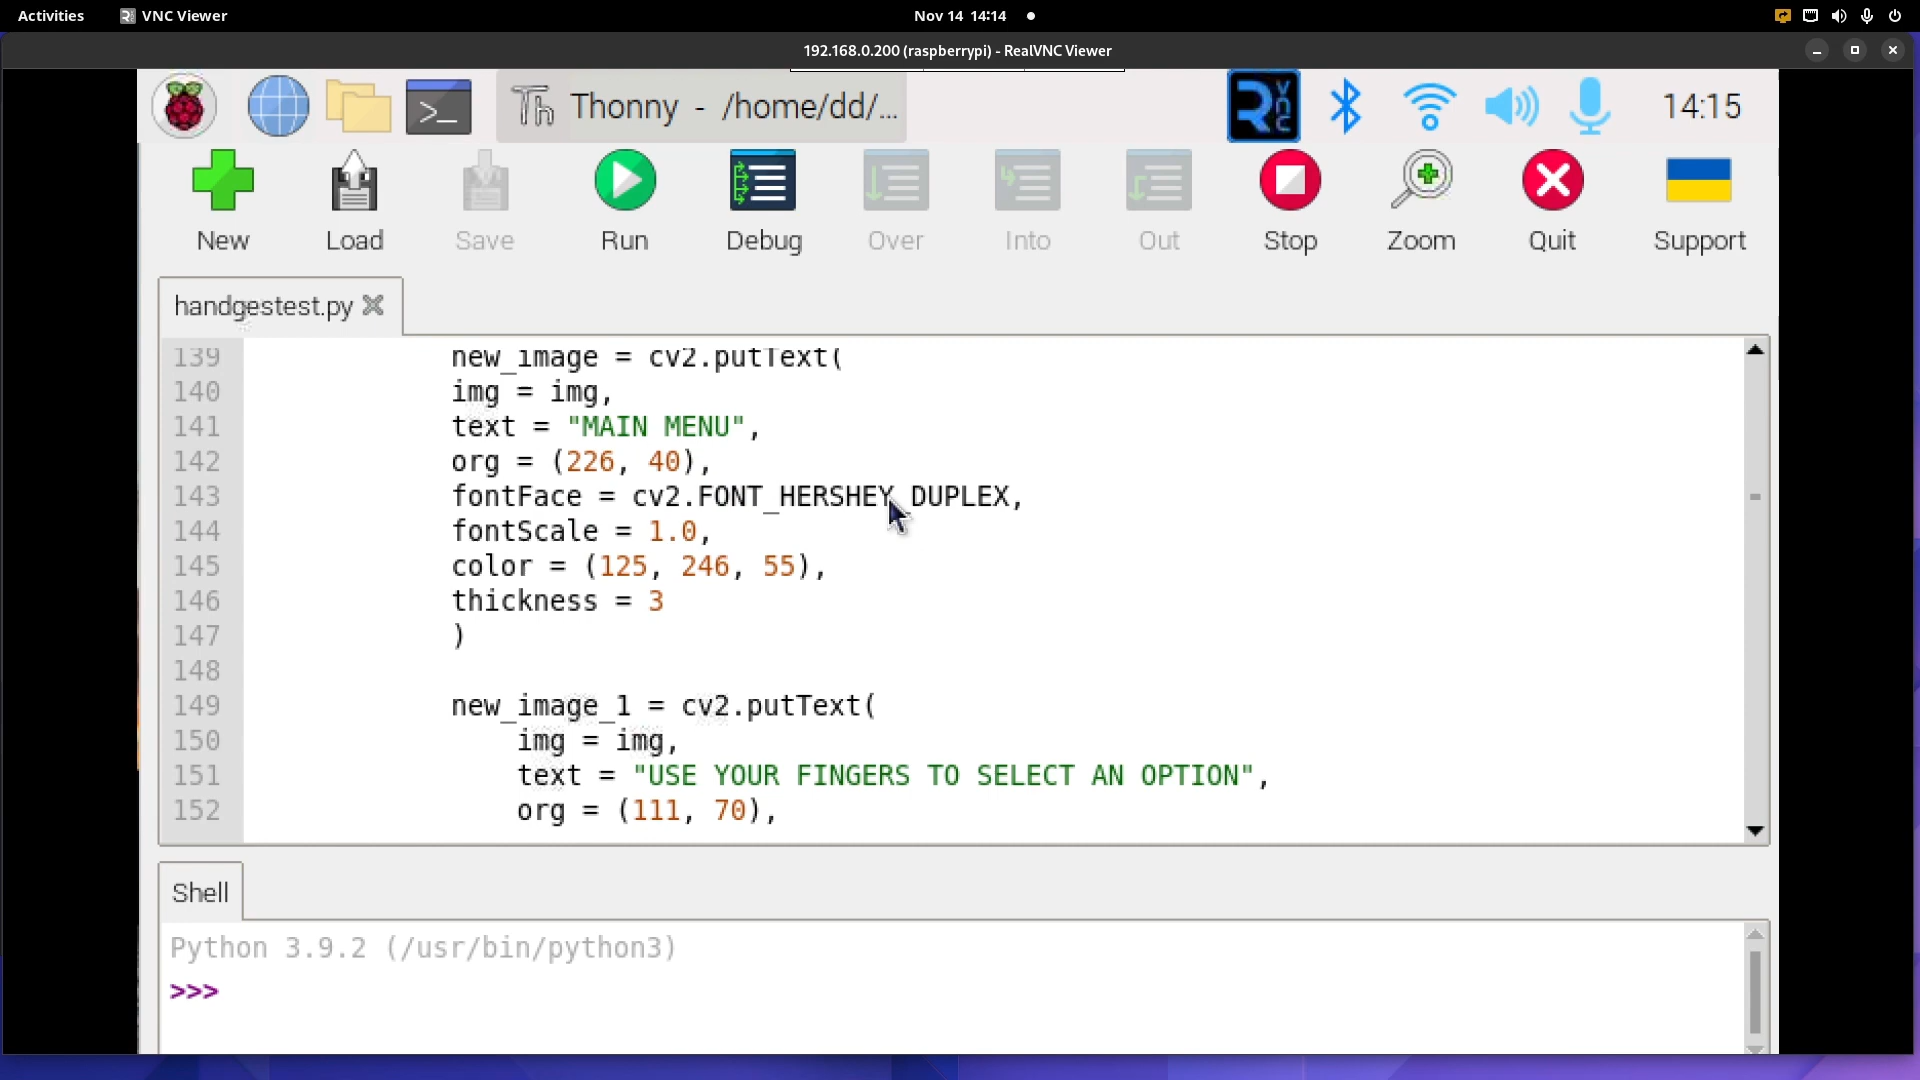 Activities VNC Viewer Nov 14 14:14
192.168.0.200 (raspberrypi) - RealVNC Viewer
Thonny - /home/dd/... 14:15
New Load Save Run Debug Over Into Out Stop Zoom Quit Support
handgestest.py
139 new_image = cv2.putText(
140 img = img,
141 text = "MAIN MENU",
142 org = (226, 40),
143 fontFace = cv2.FONT_HERSHEY_DUPLEX,
144 fontScale = 1.0,
145 color = (125, 246, 55),
146 thickness = 3
147 )
148
149 new_image_1 = cv2.putText(
150 img = img,
151 text = "USE YOUR FINGERS TO SELECT AN OPTION",
152 org = (111, 70),
Shell
Python 3.9.2 (/usr/bin/python3)
>>>